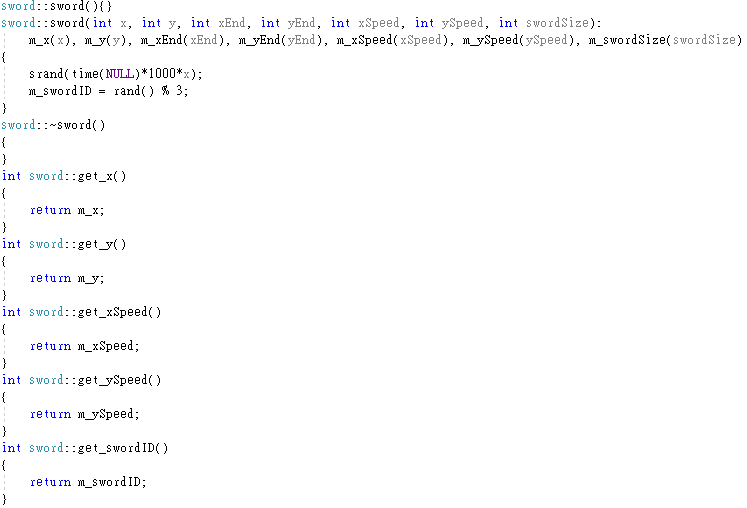 sword::sword(){}
sword::sword(int x, int y, int xEnd, int yEnd, int xSpeed, int ySpeed, int swordSize):
    m_x(x), m_y(y), m_xEnd(xEnd), m_yEnd(yEnd), m_xSpeed(xSpeed), m_ySpeed(ySpeed), m_swordSize(swordSize)
{
    srand(time(NULL)*1000*x);
    m_swordID = rand() % 3;
}
sword::~sword()
{
}
int sword::get_x()
{
    return m_x;
}
int sword::get_y()
{
    return m_y;
}
int sword::get_xSpeed()
{
    return m_xSpeed;
}
int sword::get_ySpeed()
{
    return m_ySpeed;
}
int sword::get_swordID()
{
    return m_swordID;
}